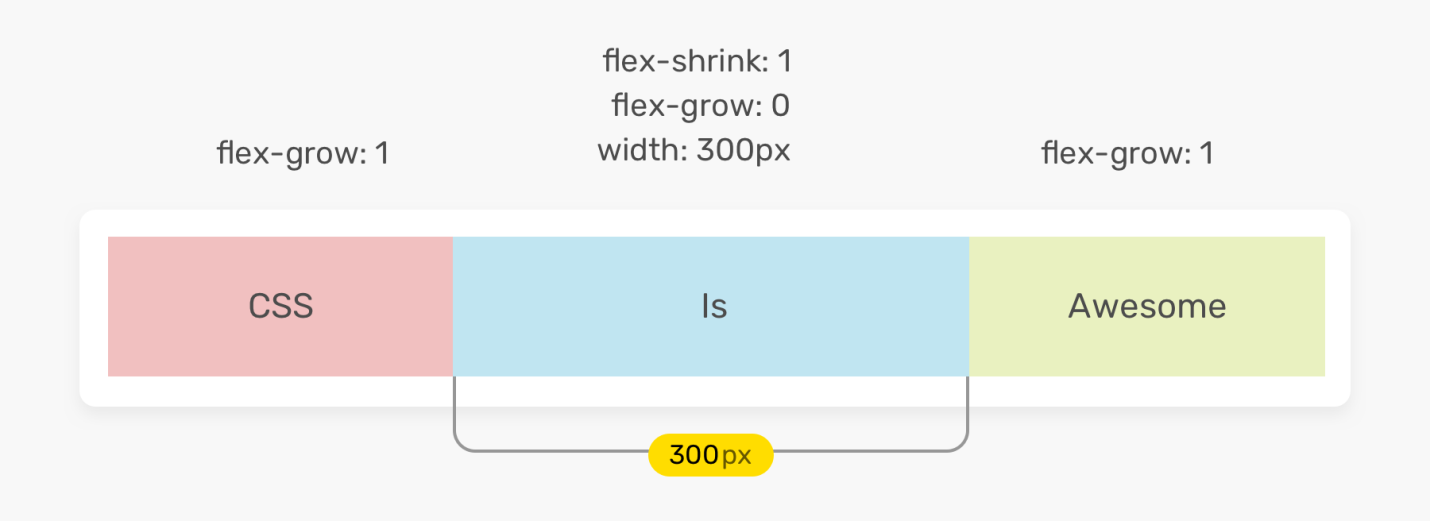 flex-shrink: 1
flex-grow: 0
width: 300px
flex-grow: 1
flex-grow: 1
CSS
Is
Awesome
300px